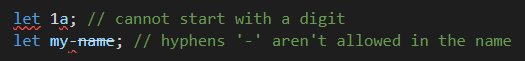 let 1a; // cannot start with a digit
let my-name; // hyphens '-' aren't allowed in the name